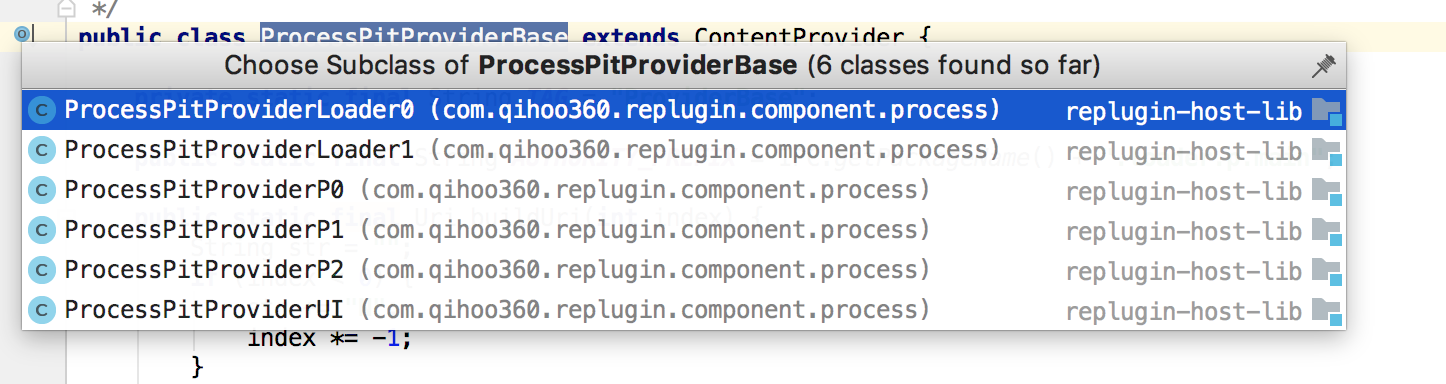 */
public class ProcessPitProviderBase extends ContentProvider {
Choose Subclass of ProcessPitProviderBase (6 classes found so far)
ProcessPitProviderLoader0 (com.qihoo360.replugin.component.process) replugin-host-lib
ProcessPitProviderLoader1 (com.qihoo360.replugin.component.process) replugin-host-lib
ProcessPitProviderP0 (com.qihoo360.replugin.component.process) replugin-host-lib
ProcessPitProviderP1 (com.qihoo360.replugin.component.process) replugin-host-lib
ProcessPitProviderP2 (com.qihoo360.replugin.component.process) replugin-host-lib
ProcessPitProviderUI (com.qihoo360.replugin.component.process) replugin-host-lib
index *= -1;
}